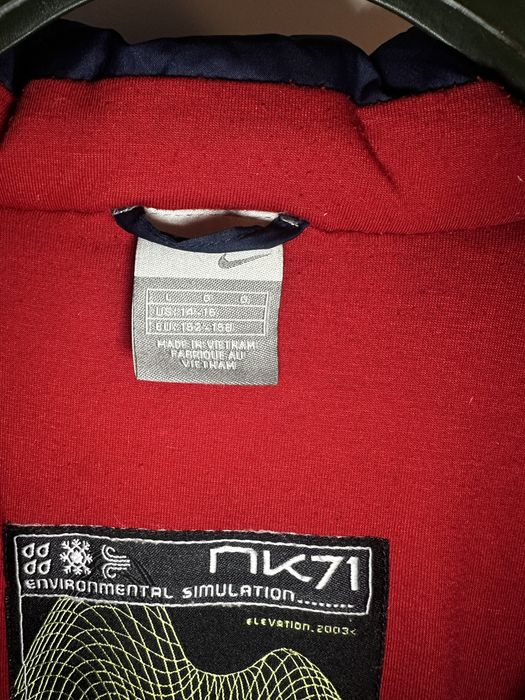 L G G
US: 14-16
EU: 152-158
MADE IN VIETNAM
FABRIQUE AU
VIETNAM
NK71
ENVIRONMENTAL SIMULATION........
ELEVATION.2003<